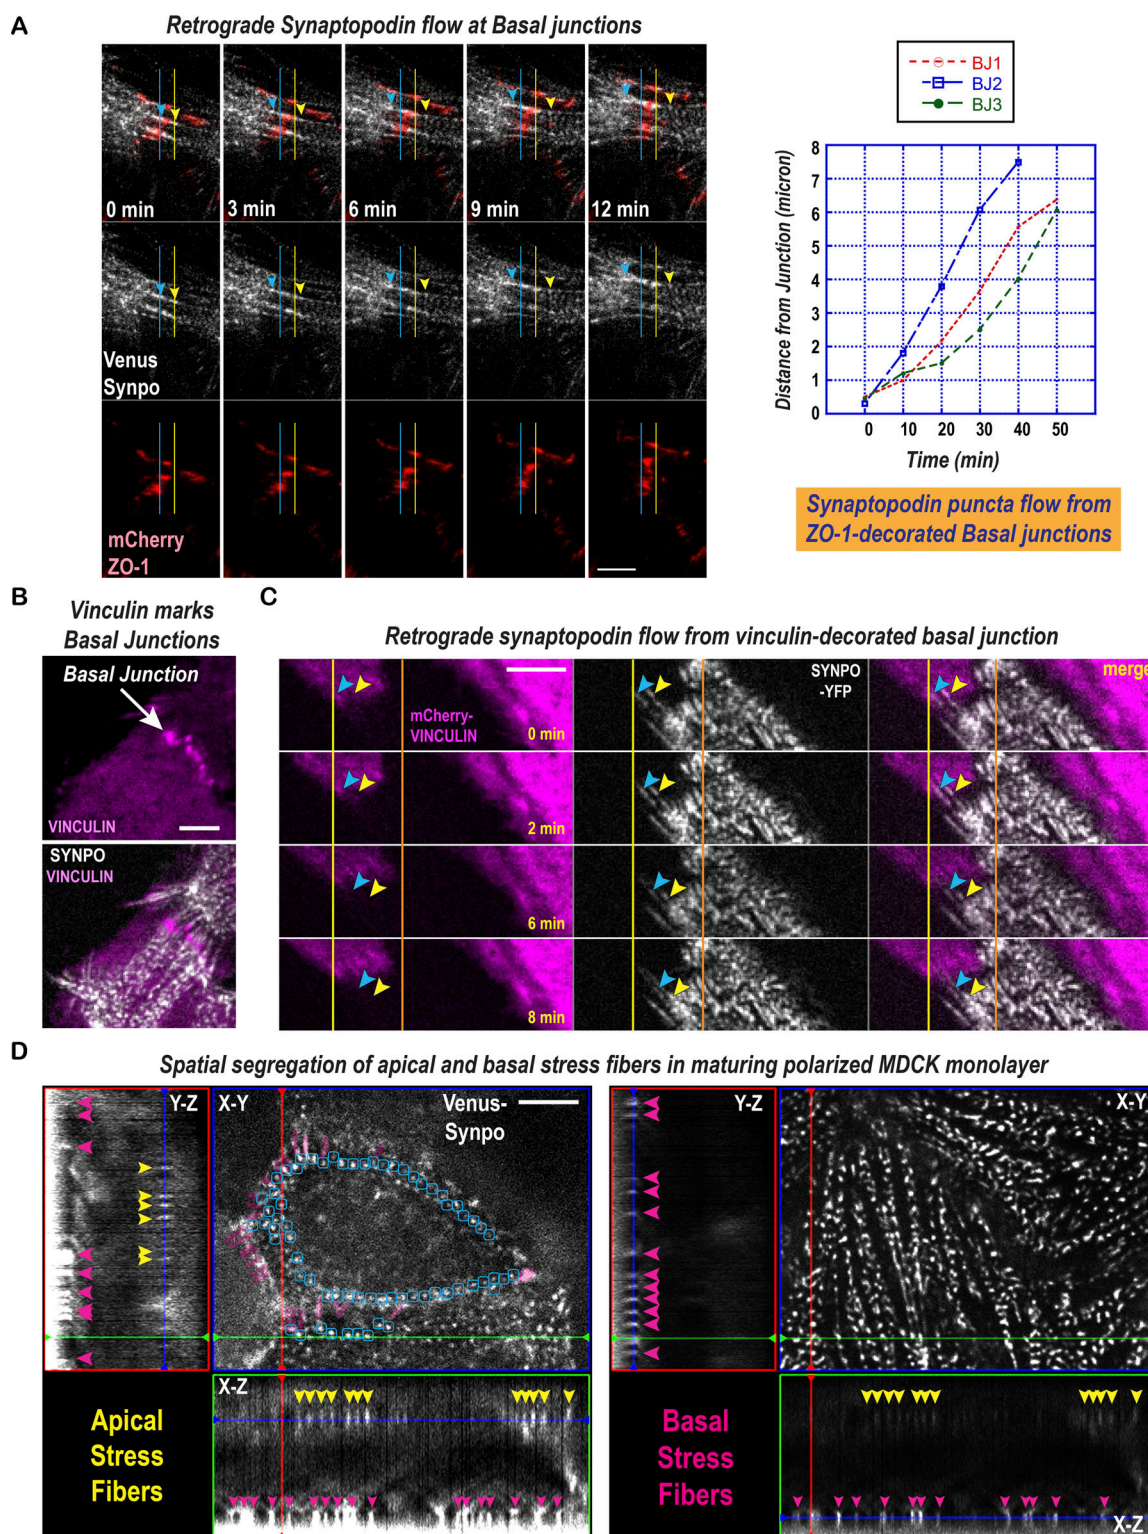 A
Retrograde Synaptopodin flow at Basal junctions
0 min
3 min
6 min
9 min
12 min
Venus
Synpo
mCherry
ZO-1
BJ1
BJ2
BJ3
Distance from Junction (micron)
8
7
6
5
4
3
2
1
0
0 10 20 30 40 50
Time (min)
Synaptopodin puncta flow from
ZO-1-decorated Basal junctions
B
Vinculin marks
Basal Junctions
Basal Junction
VINCULIN
SYNPO
VINCULIN
C
Retrograde synaptopodin flow from vinculin-decorated basal junction
mCherry-
VINCULIN
0 min
SYNPO
-YFP
merge
2 min
6 min
8 min
D
Spatial segregation of apical and basal stress fibers in maturing polarized MDCK monolayer
Y-Z
X-Y
Venus-
Synpo
X-Z
Apical
Stress
Fibers
Y-Z
X-Y
Basal
Stress
Fibers
X-Z